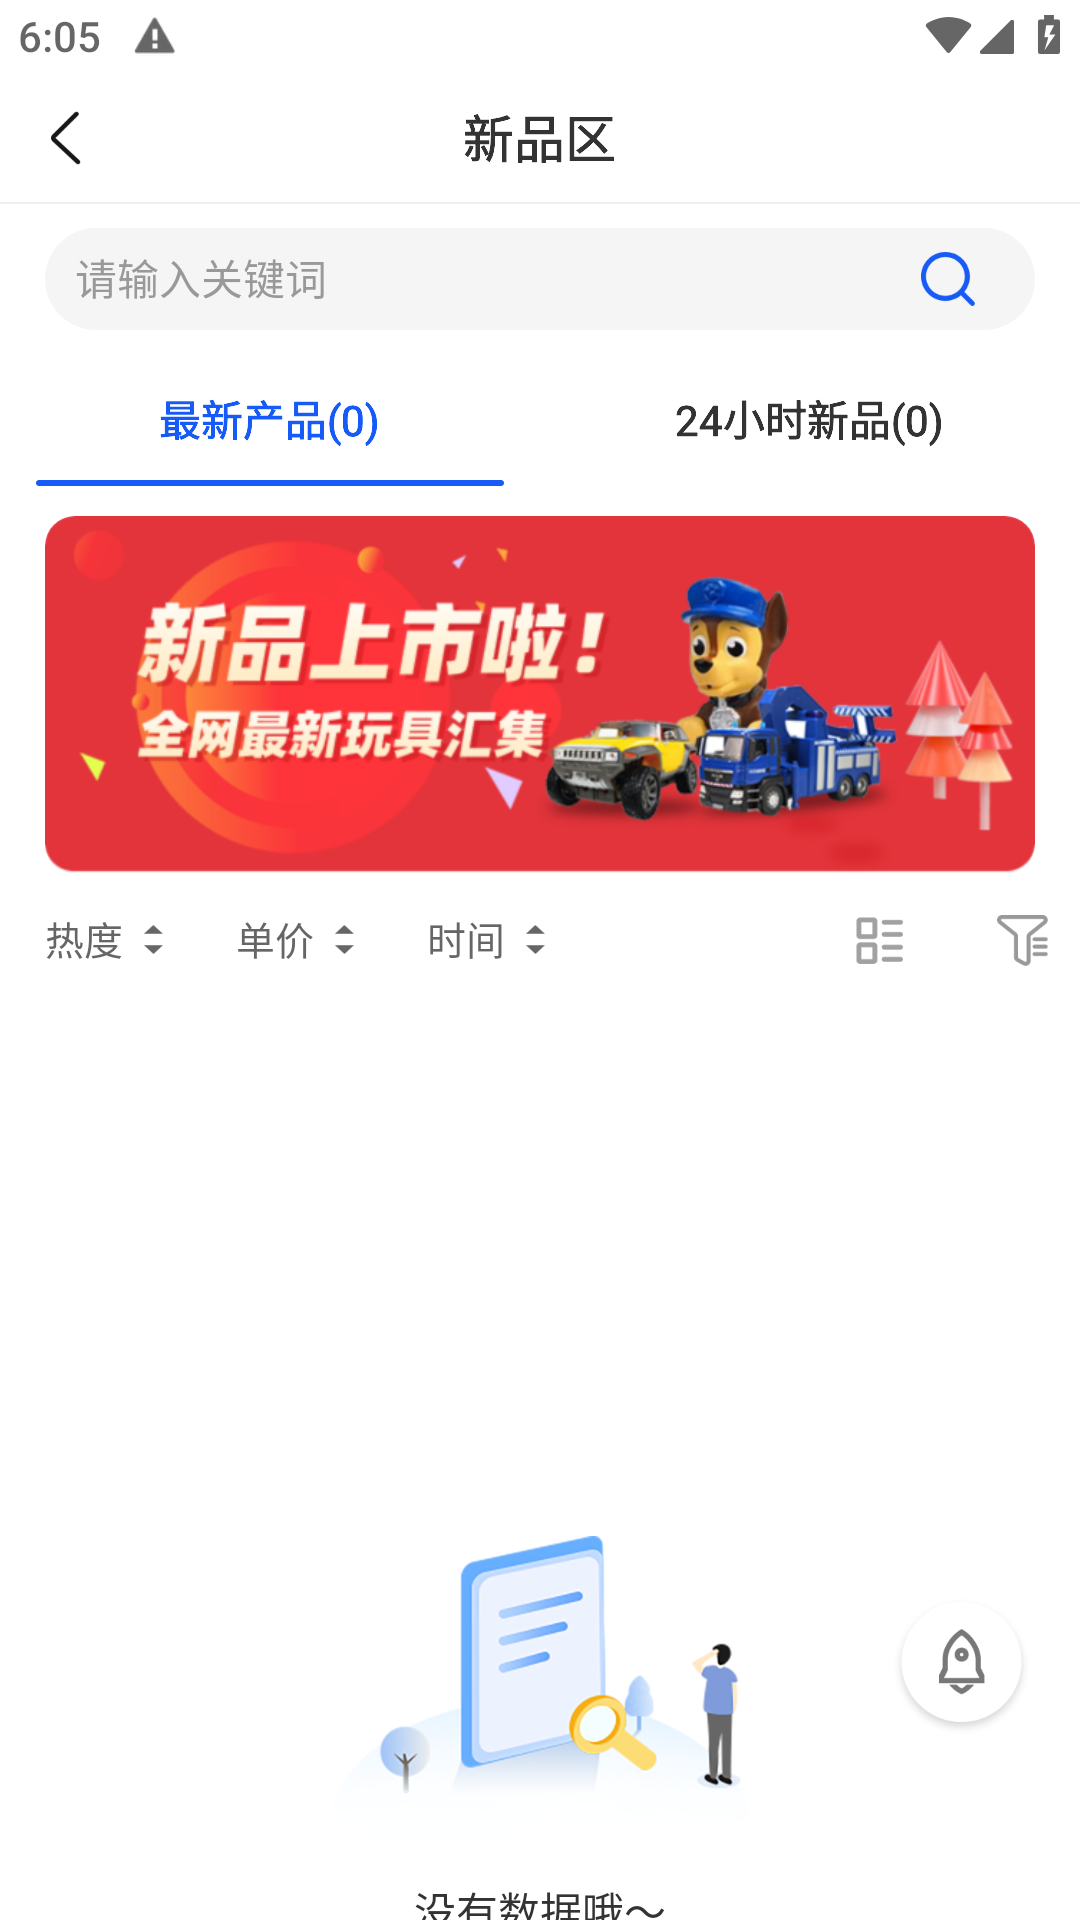 6:05
新品区
请输入关键词
最新产品(0)
24小时新品(0)
新品上市啦!
全网最新玩具汇集
热度
单价
时间
没有数据哦～